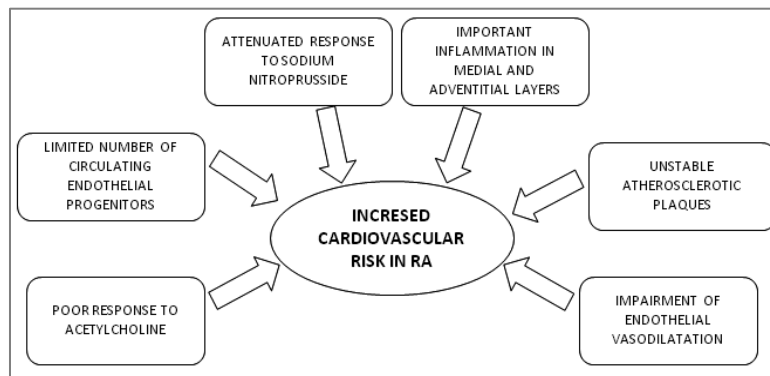 ATTENUATED RESPONSE
TO SODIUM
NITROPRUSSIDE
IMPORTANT
INFLAMMATION IN
MEDIAL AND
ADVENTITIAL LAYERS
LIMITED NUMBER OF
CIRCULATING
ENDOTHELIAL
PROGENITORS
UNSTABLE
ATHEROSCLEROTIC
PLAQUES
INCRESED
CARDIOVASCULAR
RISK IN RA
POOR RESPONSE TO
ACETYLCHOLINE
IMPAIRMENT OF
ENDOTHELIAL
VASODILATATION